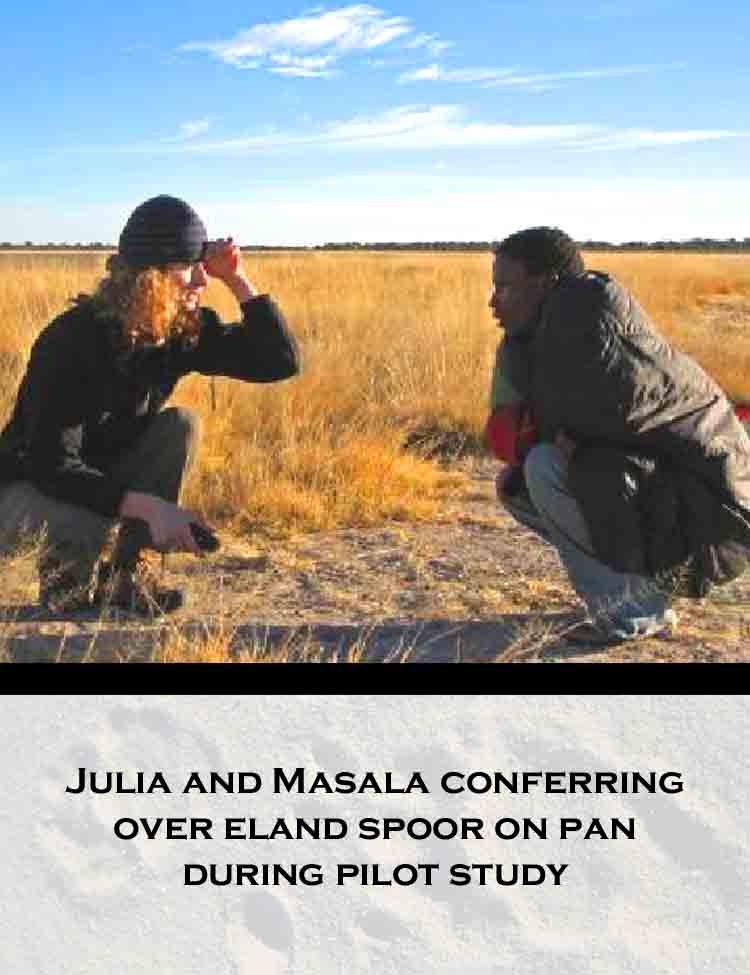 Julia and Masala conferring
over eland spoor on pan
during pilot study